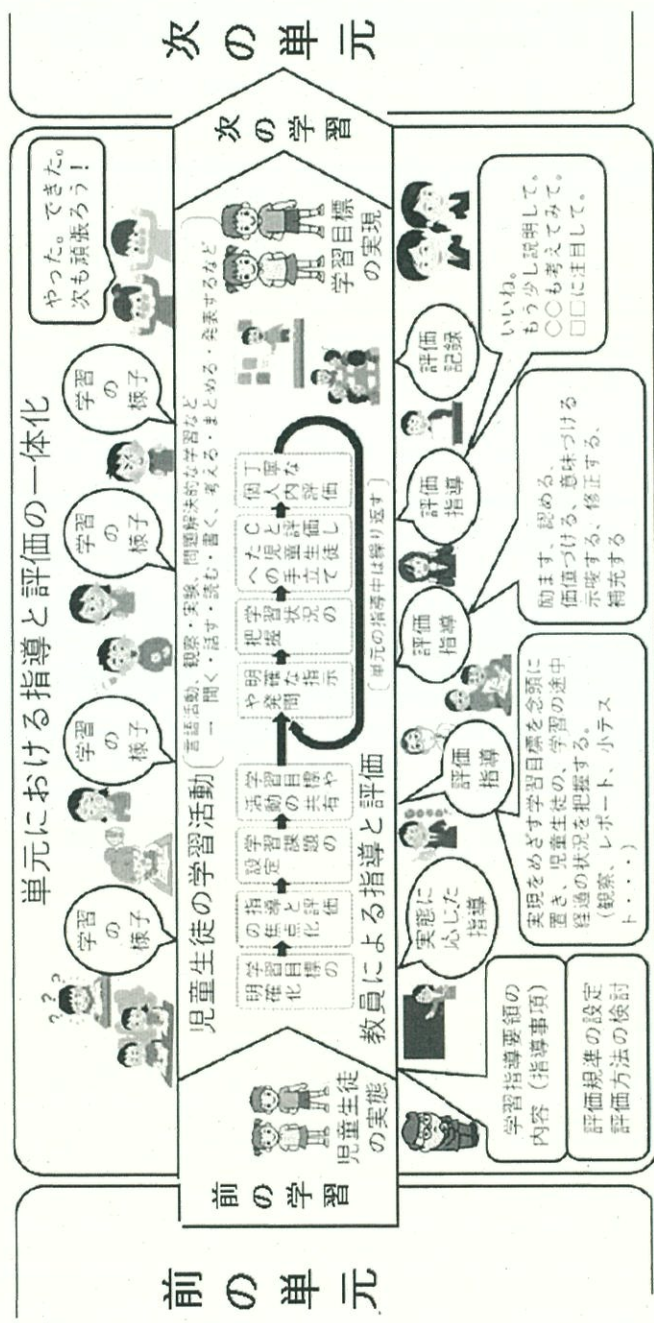 単元における指導と評価の一体化
前の単元
前の学習
児童生徒
の実態
学習
の
様子
学習
の
様子
学習
の
様子
学習
の
様子
やった。できた。
次も頑張ろう！
児童生徒の学習活動
言語活動、観察・実験、問題解決的な学習など
→ 聞く・話す・読む・書く、考える・まとめる・発表するなど
学習目標の
明確化
指導と評価
の焦点化
学習課題の
設定
学習目標や
活動の共有
明確な指示
や発問
学習状況の
把握
Cと評価し
た児童生徒
への手立て
丁寧な
個人内評価
〔単元の指導中は繰り返す〕
学習目標
の実現
次の学習
次の単元
教員による指導と評価
実態に
応じた
指導
評価
指導
評価
指導
評価
指導
評価
記録
学習指導要領の
内容（指導事項）
評価規準の設定
評価方法の検討
実現をめざす学習目標を念頭に
置き、児童生徒の、学習の途中
経過の状況を把握する。
（観察、レポート、小テス
ト・・・）
励ます、認める、
価値づける、意味づける
示唆する、修正する、
補充する
いいね。
もう少し説明して。
○○も考えてみて。
□□に注目して。